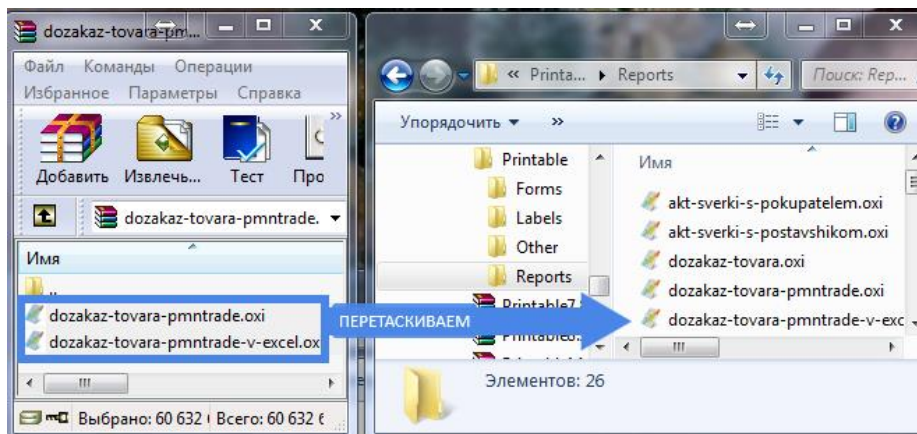 dozakaz-tovara-pm...
Файл Команды Операции
Избранное Параметры Справка
Добавить Извлечь... Тест Про
»
dozakaz-tovara-pmntrade.
Имя
..
dozakaz-tovara-pmntrade.oxi
dozakaz-tovara-pmntrade-v-excel.ox
Выбрано: 60 632 Всего: 60 632 б
ПЕРЕТАСКИВАЕМ
« Printa... Reports
Поиск: Rep...
Упорядочить »
Printable
Forms
Labels
Other
Reports
Printable7.
Имя
akt-sverki-s-pokupatelem.oxi
akt-sverki-s-postavshikom.oxi
dozakaz-tovara.oxi
dozakaz-tovara-pmntrade.oxi
dozakaz-tovara-pmntrade-v-exc
Элементов: 26